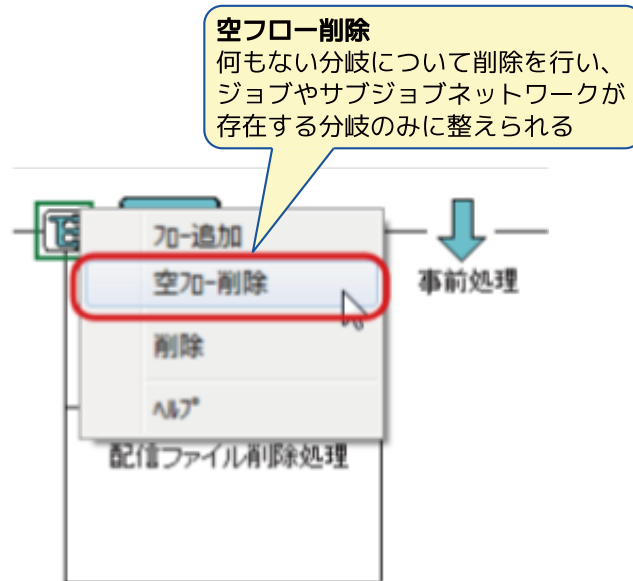 空フロー削除
何もない分岐について削除を行い、
ジョブやサブジョブネットワークが
存在する分岐のみに整えられる
ﾌﾛｰ追加
空ﾌﾛｰ削除
事前処理
削除
ﾍﾙﾌﾟ
配信ファイル削除処理